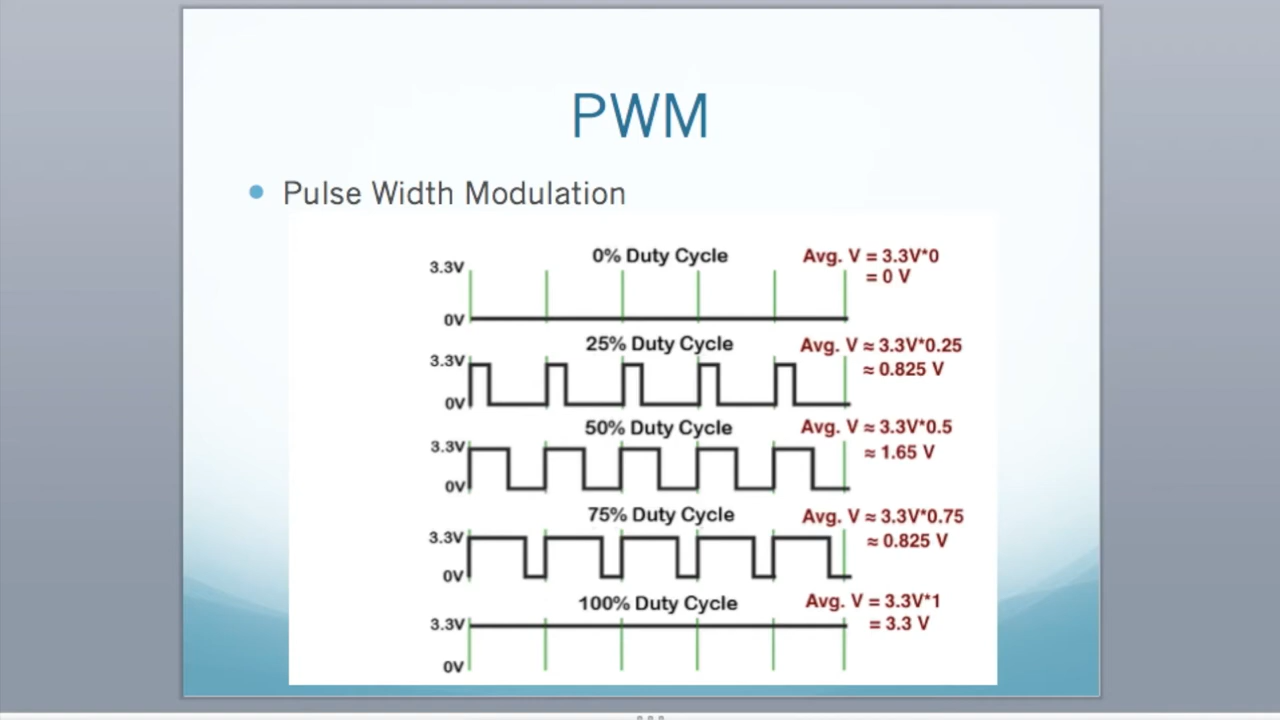 PWM
Pulse Width Modulation
0% Duty Cycle
Avg. V = 3.3V*0
= 0 V
3.3V
0V
25% Duty Cycle
Avg. V ≈ 3.3V*0.25
≈ 0.825 V
3.3V
0V
50% Duty Cycle
Avg. V ≈ 3.3V*0.5
≈ 1.65 V
3.3V
0V
75% Duty Cycle
Avg. V ≈ 3.3V*0.75
≈ 0.825 V
3.3V
0V
100% Duty Cycle
Avg. V = 3.3V*1
= 3.3 V
3.3V
0V